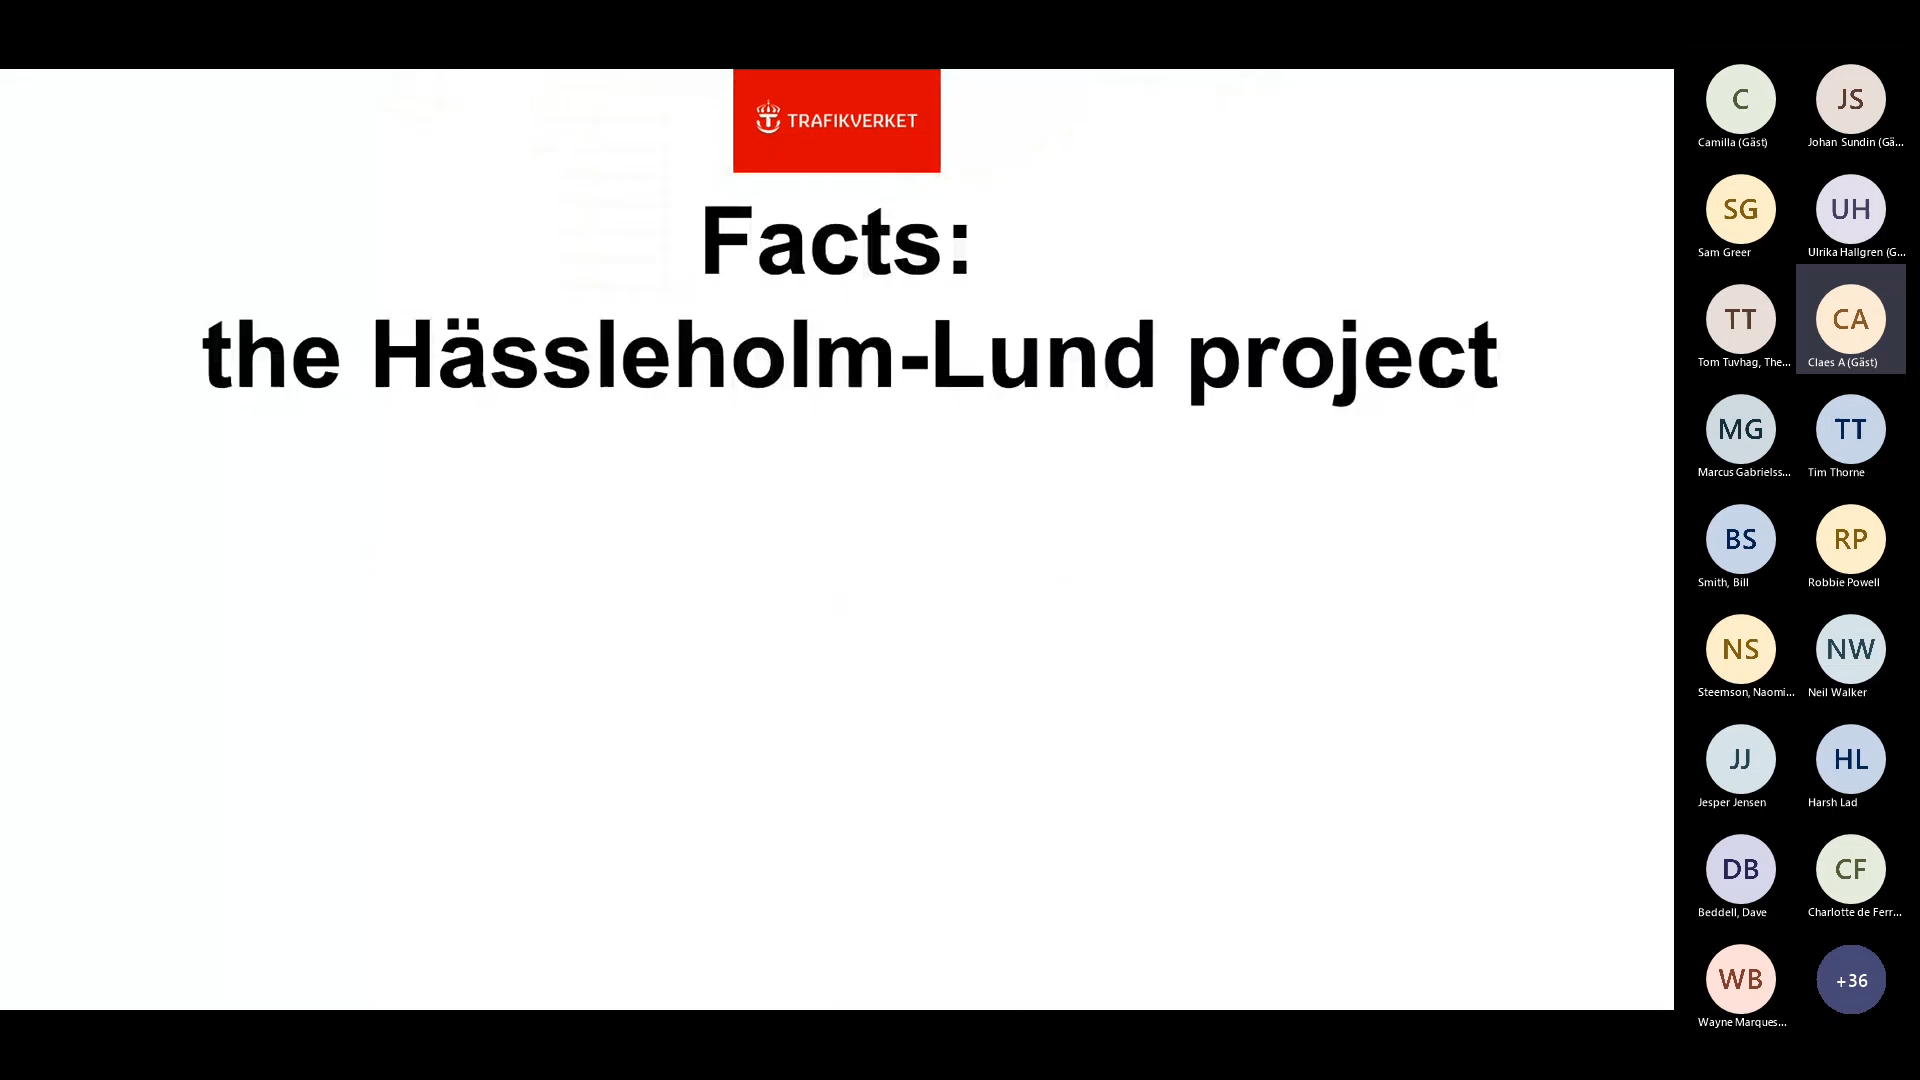 TRAFIKVERKET
Facts:
the Hässleholm-Lund project
C
Camilla (Gäst)
JS
Johan Sundin (Gä...
SG
Sam Greer
UH
Ulrika Hallgren (G...
TT
Tom Tuvhag, The...
CA
Claes A (Gäst)
MG
Marcus Gabrielss...
TT
Tim Thorne
BS
Smith, Bill
RP
Robbie Powell
NS
Steemson, Naomi...
NW
Neil Walker
JJ
Jesper Jensen
HL
Harsh Lad
DB
Beddell, Dave
CF
Charlotte de Ferr...
WB
Wayne Marques...
+36